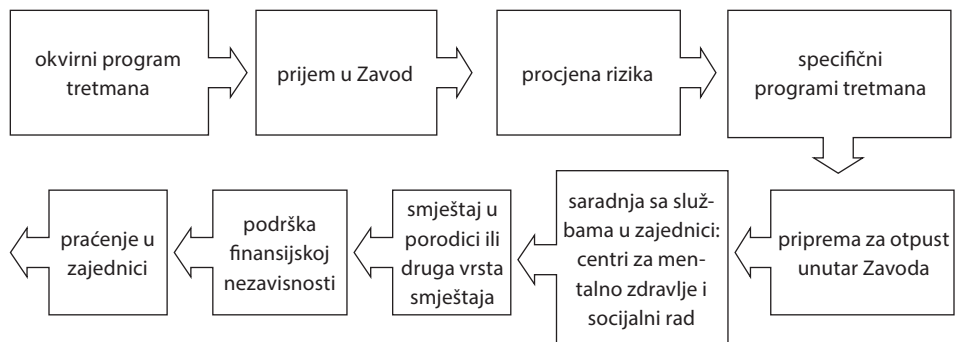 okvirni program
tretmana
prijem u Zavod
procjena rizika
specifični
programi tretmana
priprema za otpust
unutar Zavoda
saradnja sa služ-
bama u zajednici:
centri za men-
talno zdravlje i
socijalni rad
smještaj u
porodici ili
druga vrsta
smještaja
podrška
finansijskoj
nezavisnosti
praćenje u
zajednici